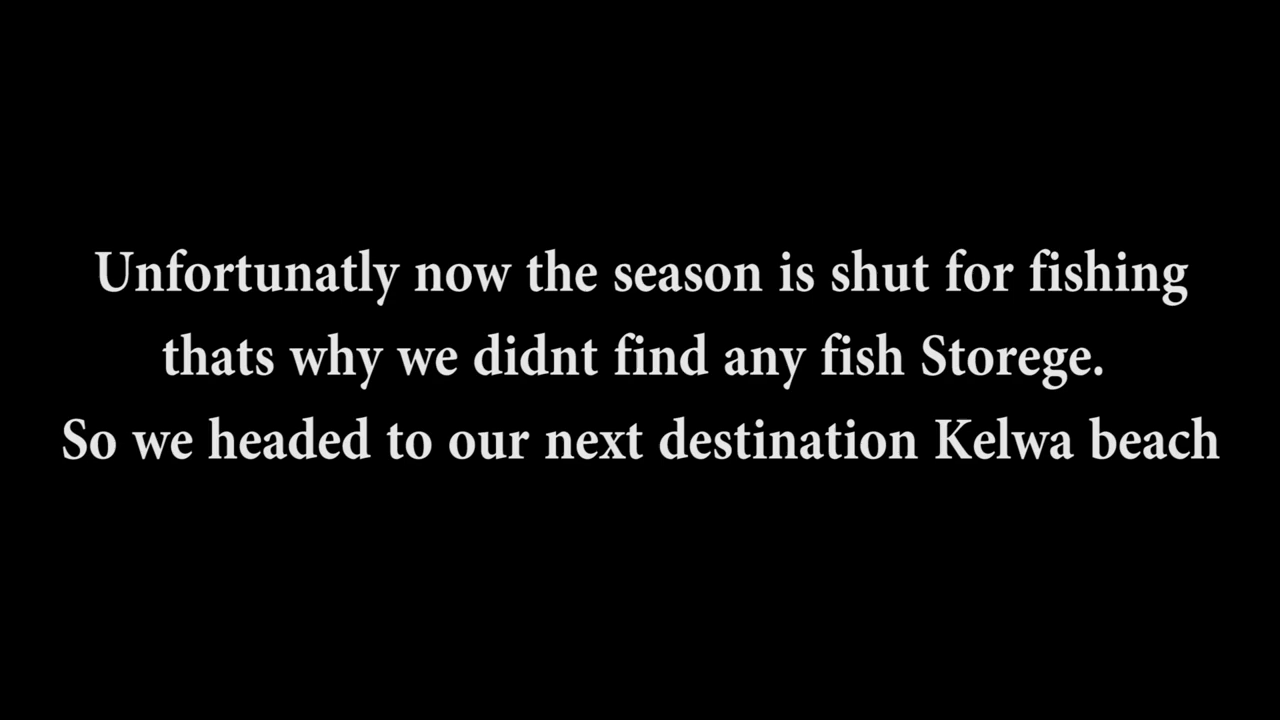 Unfortunatly now the season is shut for fishing
thats why we didnt find any fish Storege.
So we headed to our next destination Kelwa beach